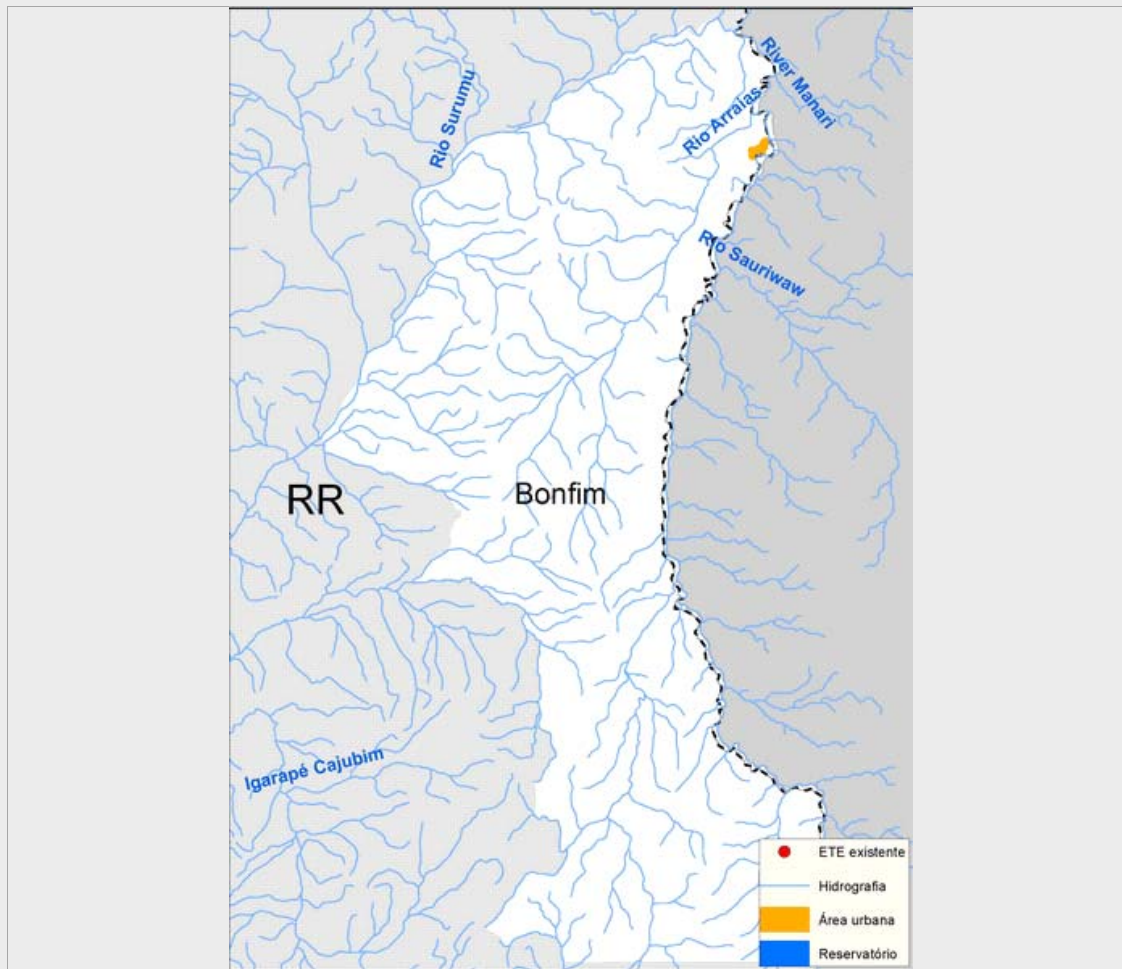 River Manari
Rio Surumu
Rio Arraias
Rio Sauriwaw
RR
Bonfim
Igarapé Cajubim
ETE existente
Hidrografia
Área urbana
Reservatório